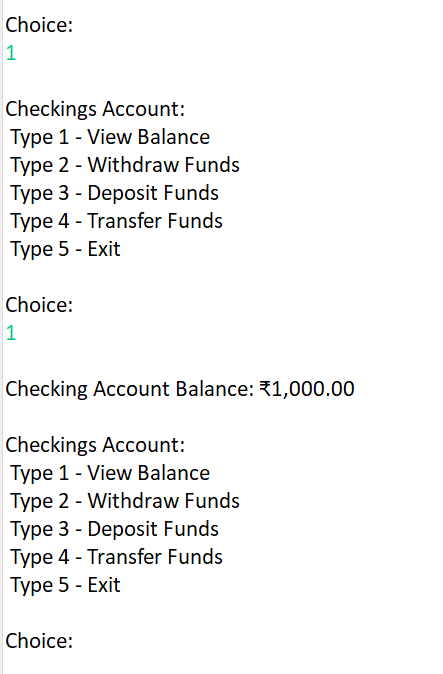 Choice:
1
Checkings Account:
Type 1 - View Balance
Type 2 - Withdraw Funds
Type 3 - Deposit Funds
Type 4 - Transfer Funds
Type 5 - Exit
Choice:
1
Checking Account Balance: ₹1,000.00
Checkings Account:
Type 1 - View Balance
Type 2 - Withdraw Funds
Type 3 - Deposit Funds
Type 4 - Transfer Funds
Type 5 - Exit
Choice: